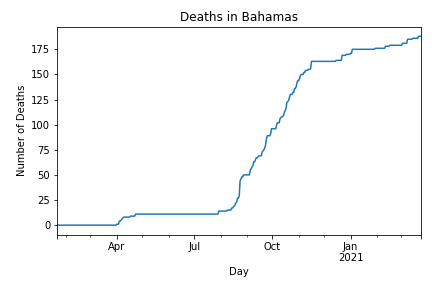 Deaths in Bahamas
Number of Deaths
175
150
125
100
75
50
25
0
Apr
Jul
Oct
Jan
2021
Day